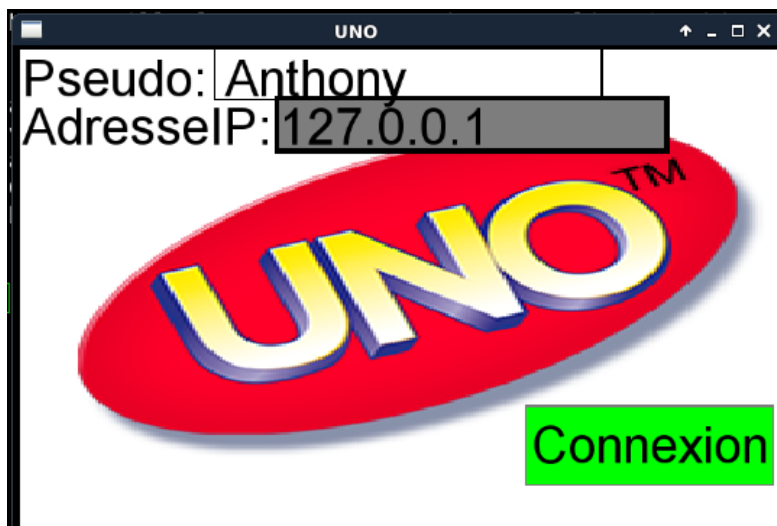 UNO
Pseudo: Anthony
AdresseIP: 127.0.0.1
UNO™
Connexion